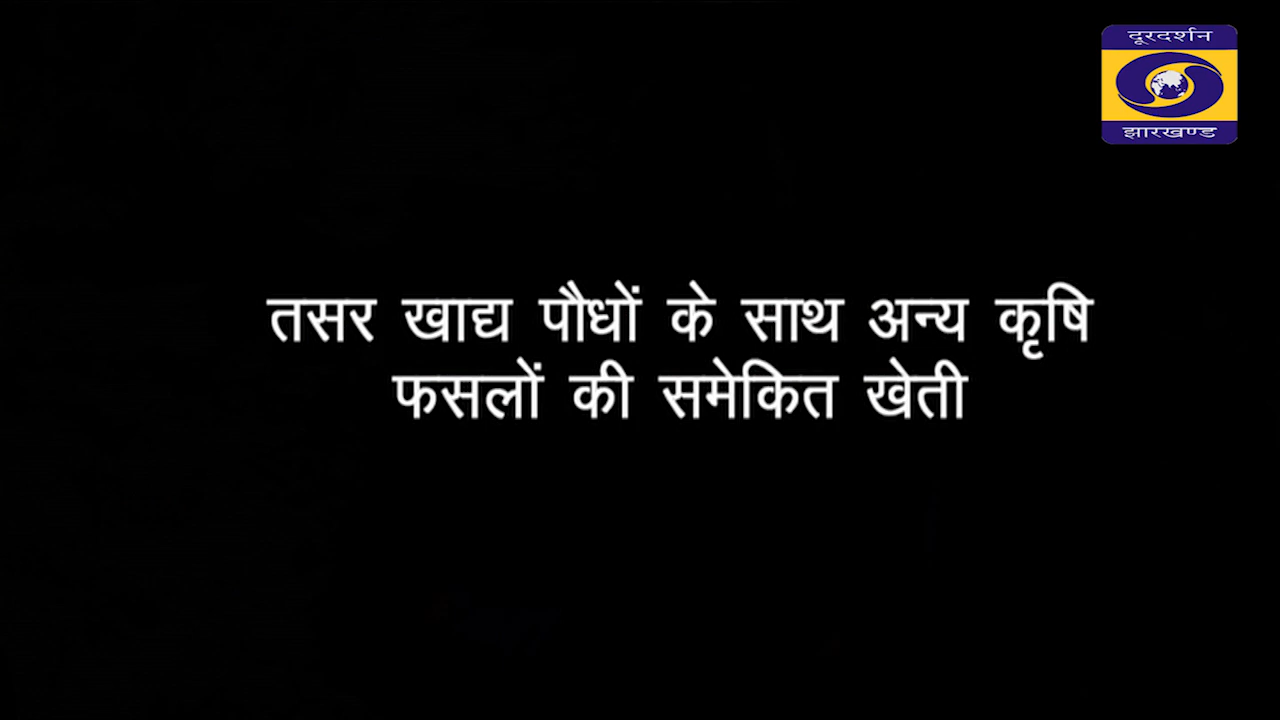 दूरदर्शन
झारखण्ड
तसर खाद्य पौधों के साथ अन्य कृषि
फसलों की समेकित खेती